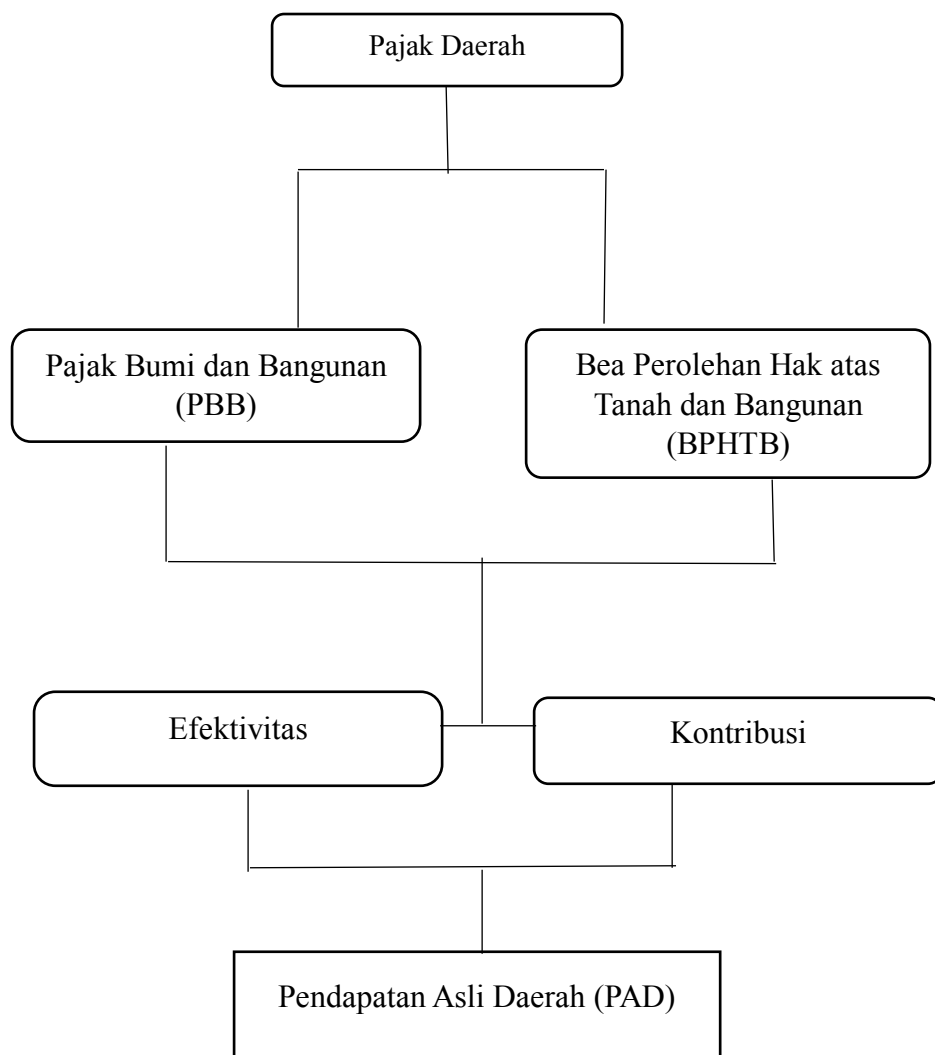 Pajak Daerah
Pajak Bumi dan Bangunan
(PBB)
Bea Perolehan Hak atas
Tanah dan Bangunan
(BPHTB)
Efektivitas
Kontribusi
Pendapatan Asli Daerah (PAD)